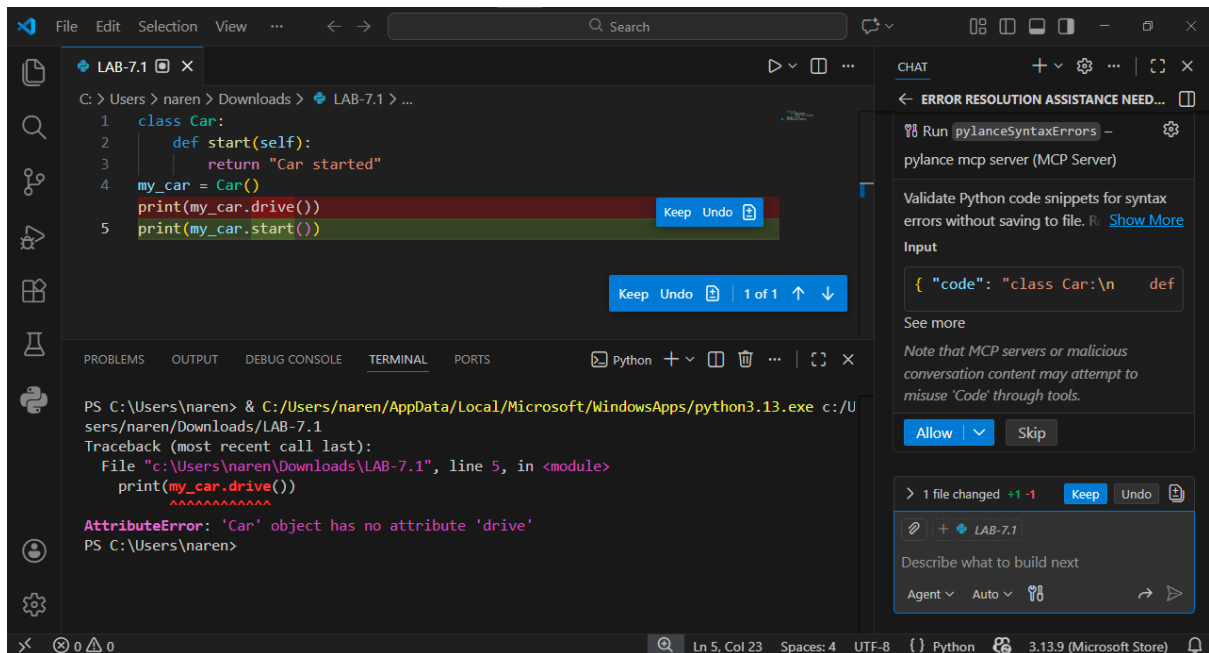 File Edit Selection View ··· Search
LAB-7.1
C: > Users > naren > Downloads > LAB-7.1 > ...
1 class Car:
2 def start(self):
3 return "Car started"
4 my_car = Car()
print(my_car.drive())
Keep Undo
5 print(my_car.start())
Keep Undo 1 of 1
PROBLEMS OUTPUT DEBUG CONSOLE TERMINAL PORTS Python
PS C:\Users\naren> & C:/Users/naren/AppData/Local/Microsoft/WindowsApps/python3.13.exe c:/U
sers/naren/Downloads/LAB-7.1
Traceback (most recent call last):
File "c:\Users\naren\Downloads\LAB-7.1", line 5, in <module>
print(my_car.drive())
^^^^^^^^^^^^
AttributeError: 'Car' object has no attribute 'drive'
PS C:\Users\naren>
CHAT
ERROR RESOLUTION ASSISTANCE NEED...
Run pylanceSyntaxErrors –
pylance mcp server (MCP Server)
Validate Python code snippets for syntax
errors without saving to file. Show More
Input
{ "code": "class Car:\n def
See more
Note that MCP servers or malicious
conversation content may attempt to
misuse 'Code' through tools.
Allow Skip
1 file changed +1 -1 Keep Undo
+ LAB-7.1
Describe what to build next
Agent Auto
0 0 Ln 5, Col 23 Spaces: 4 UTF-8 {} Python 3.13.9 (Microsoft Store)